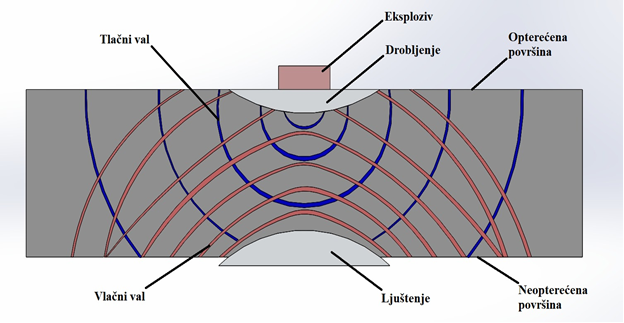 Eksploziv
Tlačni val
Drobljenje
Opterećena
površina
Vlačni val
Ljuštenje
Neopterećena
površina